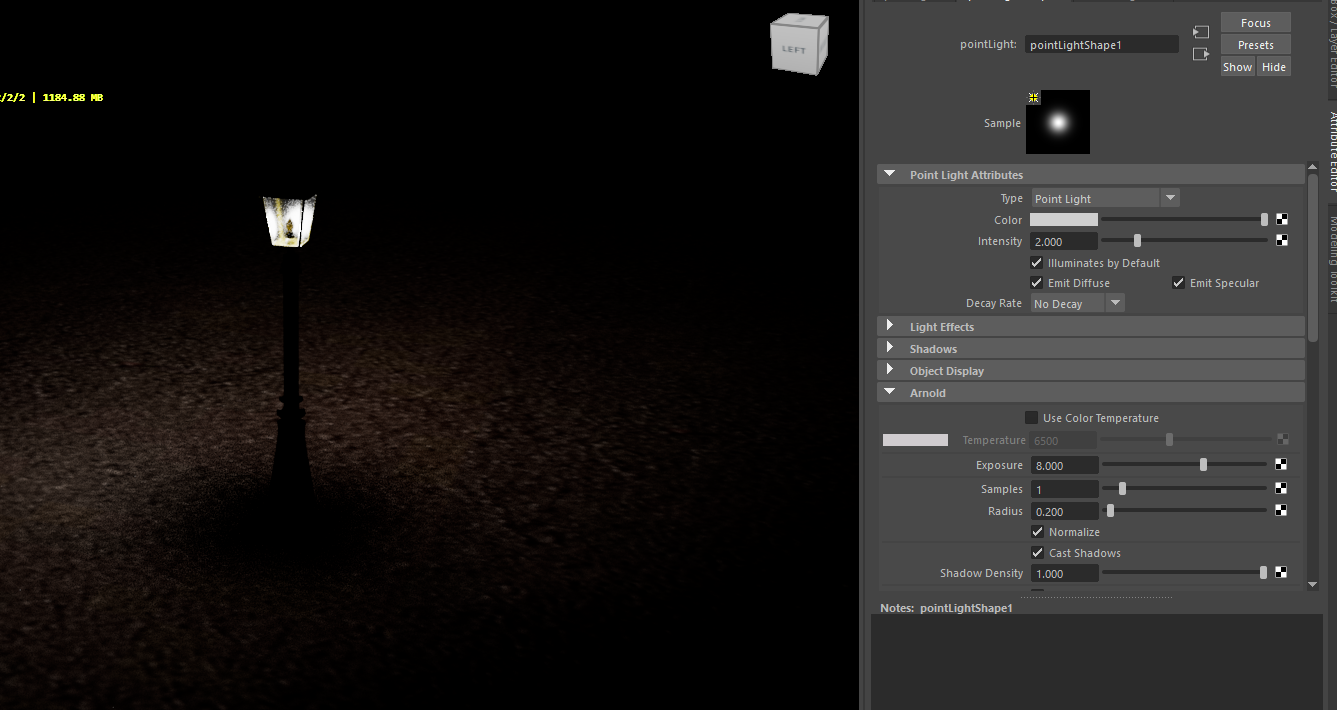 /2/2 | 1184.88 MB
LEFT
pointLight: pointLightShape1
Focus
Presets
Show Hide
Sample
Point Light Attributes
Type Point Light
Color
Intensity 2.000
Illuminates by Default
Emit Diffuse Emit Specular
Decay Rate No Decay
Light Effects
Shadows
Object Display
Arnold
Use Color Temperature
Temperature 6500
Exposure 8.000
Samples 1
Radius 0.200
Normalize
Cast Shadows
Shadow Density 1.000
Notes: pointLightShape1
Box / Layer Editor
Attribute Editor
Modeling Toolkit